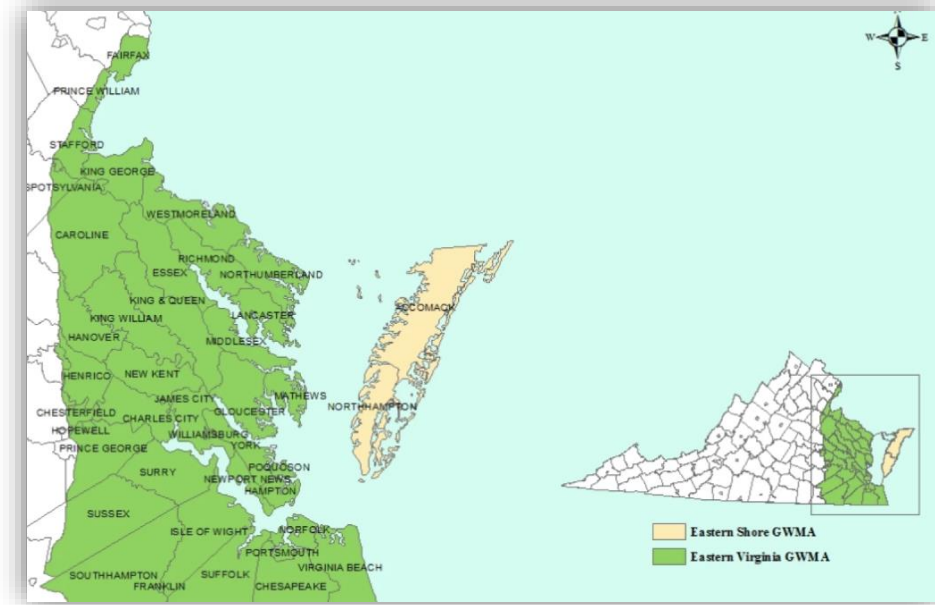 FAIRFAX
W
E
S
PRINCE WILLIAM
STAFFORD
KING GEORGE
SPOTSYLVANIA
WESTMORELAND
CAROLINE
RICHMOND
ESSEX
NORTHUMBERLAND
KING & QUEEN
ACCOMACK
KING WILLIAM
LANCASTER
HANOVER
MIDDLESEX
HENRICO
NEW KENT
MATHEWS
JAMES CITY
NORTHHAMPTON
CHESTERFIELD
GLOUCESTER
CHARLES CITY
HOPEWELL
WILLIAMSBURG
PRINCE GEORGE
YORK
POQUOSON
SURRY
NEWPORT NEWS
HAMPTON
SUSSEX
ISLE OF WIGHT
NORFOLK
Eastern Shore GWMA
PORTSMOUTH
Eastern Virginia GWMA
VIRGINIA BEACH
SOUTHHAMPTON
SUFFOLK
FRANKLIN
CHESAPEAKE